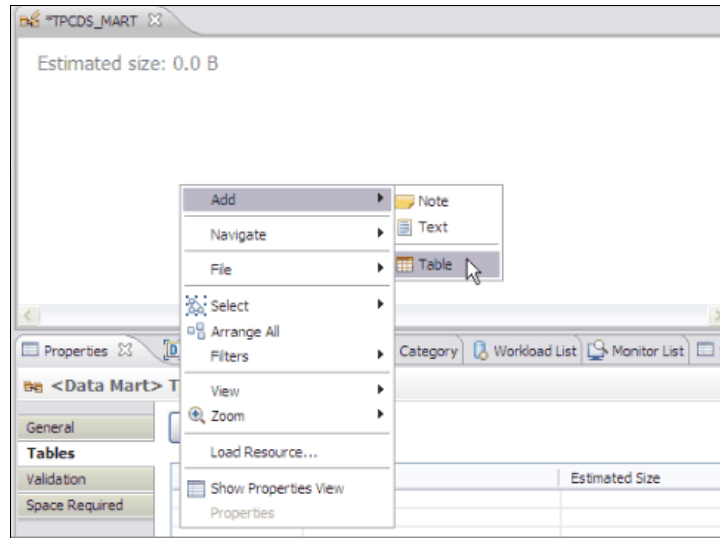 *TPCDS_MART
Estimated size: 0.0 B
Add
Note
Text
Table
Navigate
File
Select
Arrange All
Filters
View
Zoom
Load Resource...
Show Properties View
Properties
Properties
Category
Workload List
Monitor List
<Data Mart> T
General
Tables
Validation
Space Required
Estimated Size